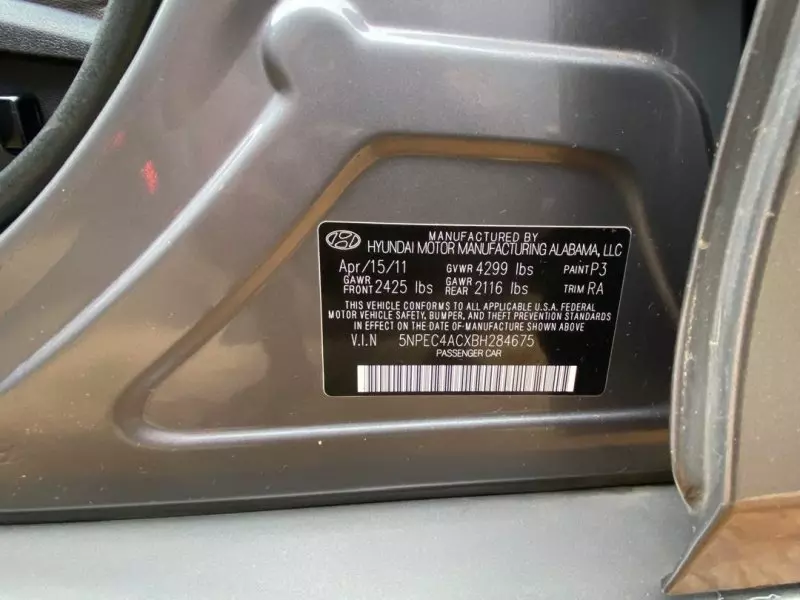 MANUFACTURED BY
HYUNDAI MOTOR MANUFACTURING ALABAMA, LLC
Apr/15/11 GVWR 4299 lbs PAINT P3
GAWR FRONT 2425 lbs GAWR REAR 2116 lbs TRIM RA
THIS VEHICLE CONFORMS TO ALL APPLICABLE U.S.A. FEDERAL
MOTOR VEHICLE SAFETY, BUMPER, AND THEFT PREVENTION STANDARDS
IN EFFECT ON THE DATE OF MANUFACTURE SHOWN ABOVE
V.I.N 5NPEC4ACXBH284675
PASSENGER CAR